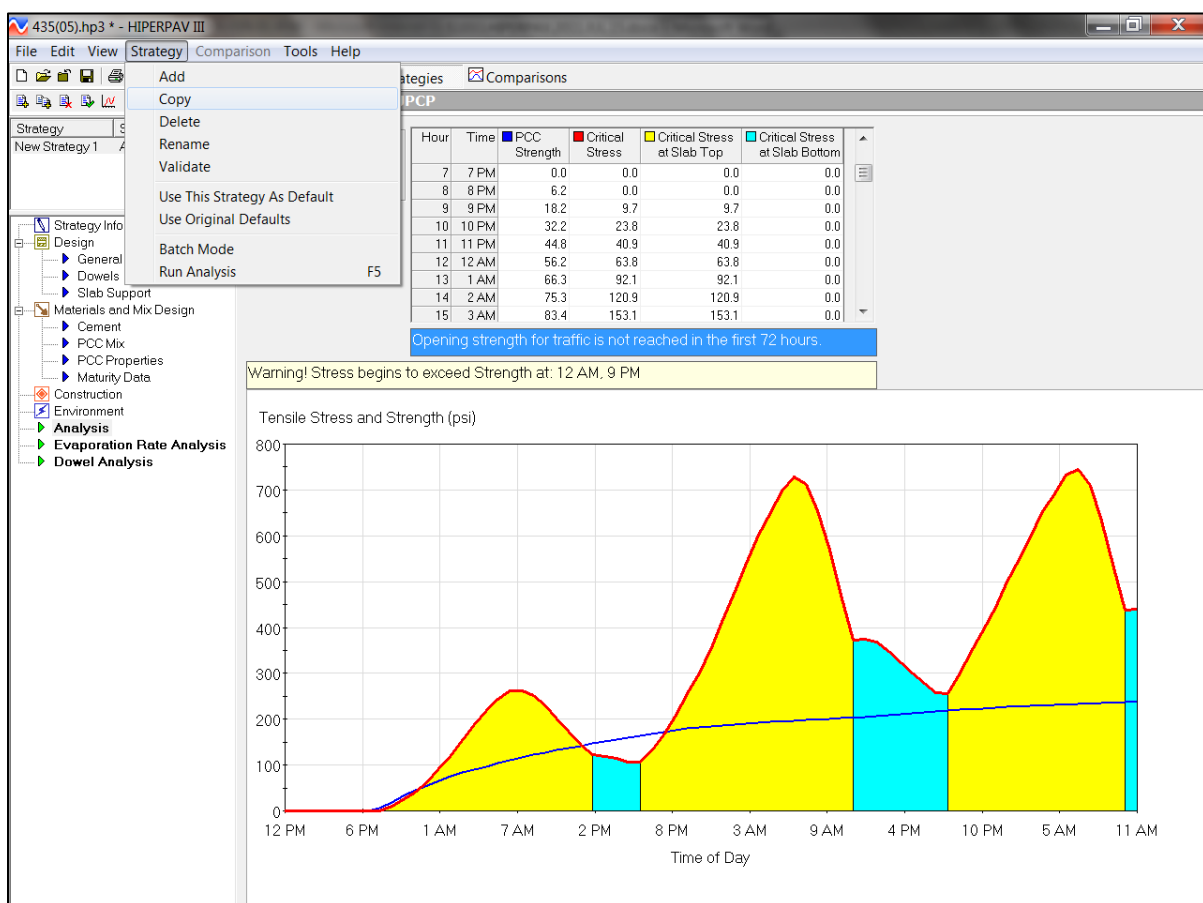 435(05).hp3 * - HIPERPAV III
File Edit View Strategy Comparison Tools Help
Add
Copy
Delete
Rename
Validate
Use This Strategy As Default
Use Original Defaults
Batch Mode
Run Analysis F5
ategies Comparisons
JPCP
Strategy S
New Strategy 1 A
Strategy Info
Design
General
Dowels
Slab Support
Materials and Mix Design
Cement
PCC Mix
PCC Properties
Maturity Data
Construction
Environment
Analysis
Evaporation Rate Analysis
Dowel Analysis
Hour Time PCC Strength Critical Stress Critical Stress at Slab Top Critical Stress at Slab Bottom
7 7 PM 0.0 0.0 0.0 0.0
8 8 PM 6.2 0.0 0.0 0.0
9 9 PM 18.2 9.7 9.7 0.0
10 10 PM 32.2 23.8 23.8 0.0
11 11 PM 44.8 40.9 40.9 0.0
12 12 AM 56.2 63.8 63.8 0.0
13 1 AM 66.3 92.1 92.1 0.0
14 2 AM 75.3 120.9 120.9 0.0
15 3 AM 83.4 153.1 153.1 0.0
Opening strength for traffic is not reached in the first 72 hours.
Warning! Stress begins to exceed Strength at: 12 AM, 9 PM
Tensile Stress and Strength (psi)
800
700
600
500
400
300
200
100
0
12 PM 6 PM 1 AM 7 AM 2 PM 8 PM 3 AM 9 AM 4 PM 10 PM 5 AM 11 AM
Time of Day